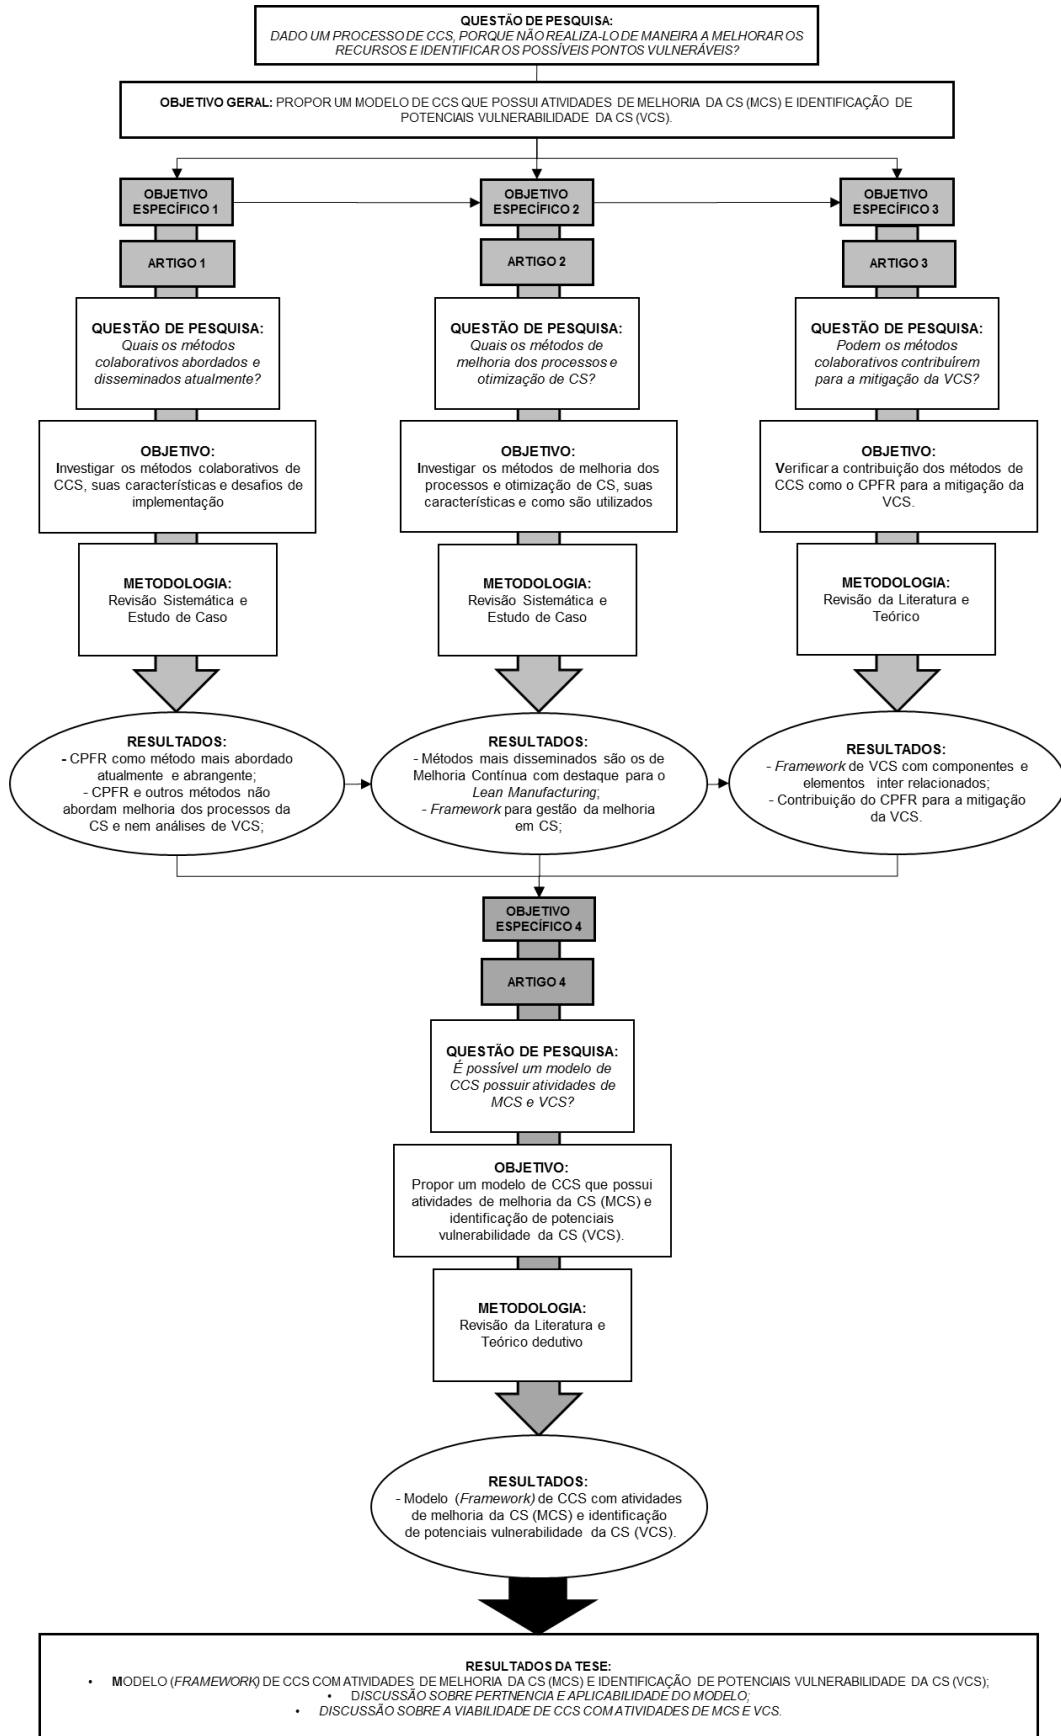 QUESTÃO DE PESQUISA:
DADO UM PROCESSO DE CCS, PORQUE NÃO REALIZA-LO DE MANEIRA A MELHORAR OS
RECURSOS E IDENTIFICAR OS POSSÍVEIS PONTOS VULNERÁVEIS?
OBJETIVO GERAL: PROPOR UM MODELO DE CCS QUE POSSUI ATIVIDADES DE MELHORIA DA CS (MCS) E IDENTIFICAÇÃO DE
POTENCIAIS VULNERABILIDADE DA CS (VCS).
OBJETIVO
ESPECÍFICO 1
ARTIGO 1
QUESTÃO DE PESQUISA:
Quais os métodos
colaborativos abordados e
disseminados atualmente?
OBJETIVO:
Investigar os métodos colaborativos de
CCS, suas características e desafios de
implementação
METODOLOGIA:
Revisão Sistemática e
Estudo de Caso
RESULTADOS:
- CPFR como método mais abordado
atualmente e abrangente;
- CPFR e outros métodos não
abordam melhoria dos processos da
CS e nem análises de VCS;
OBJETIVO
ESPECÍFICO 2
ARTIGO 2
QUESTÃO DE PESQUISA:
Quais os métodos de
melhoria dos processos e
otimização de CS?
OBJETIVO:
Investigar os métodos de melhoria dos
processos e otimização de CS, suas
características e como são utilizados
METODOLOGIA:
Revisão Sistemática e
Estudo de Caso
RESULTADOS:
- Métodos mais disseminados são os de
Melhoria Contínua com destaque para o
Lean Manufacturing;
- Framework para gestão da melhoria
em CS;
OBJETIVO
ESPECÍFICO 3
ARTIGO 3
QUESTÃO DE PESQUISA:
Podem os métodos
colaborativos contribuírem
para a mitigação da VCS?
OBJETIVO:
Verificar a contribuição dos métodos de
CCS como o CPFR para a mitigação da
VCS.
METODOLOGIA:
Revisão da Literatura e
Teórico
RESULTADOS:
- Framework de VCS com componentes e
elementos inter relacionados;
- Contribuição do CPFR para a mitigação
da VCS.
OBJETIVO
ESPECÍFICO 4
ARTIGO 4
QUESTÃO DE PESQUISA:
É possível um modelo de
CCS possuir atividades de
MCS e VCS?
OBJETIVO:
Propor um modelo de CCS que possui
atividades de melhoria da CS (MCS) e
identificação de potenciais
vulnerabilidade da CS (VCS).
METODOLOGIA:
Revisão da Literatura e
Teórico dedutivo
RESULTADOS:
- Modelo (Framework) de CCS com atividades
de melhoria da CS (MCS) e identificação
de potenciais vulnerabilidade da CS (VCS).
RESULTADOS DA TESE:
• MODELO (FRAMEWORK) DE CCS COM ATIVIDADES DE MELHORIA DA CS (MCS) E IDENTIFICAÇÃO DE POTENCIAIS VULNERABILIDADE DA CS (VCS);
• DISCUSSÃO SOBRE PERTNENCIA E APLICABILIDADE DO MODELO;
• DISCUSSÃO SOBRE A VIABILIDADE DE CCS COM ATIVIDADES DE MCS E VCS.